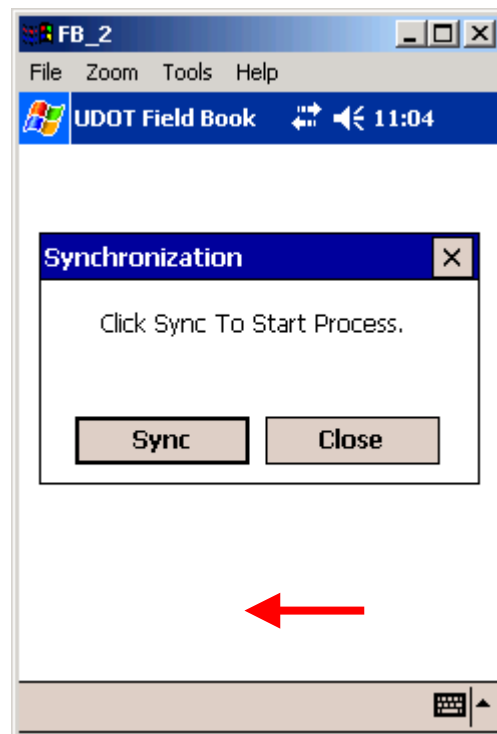 FB_2
File Zoom Tools Help
UDOT Field Book 11:04
Synchronization
Click Sync To Start Process.
Sync Close